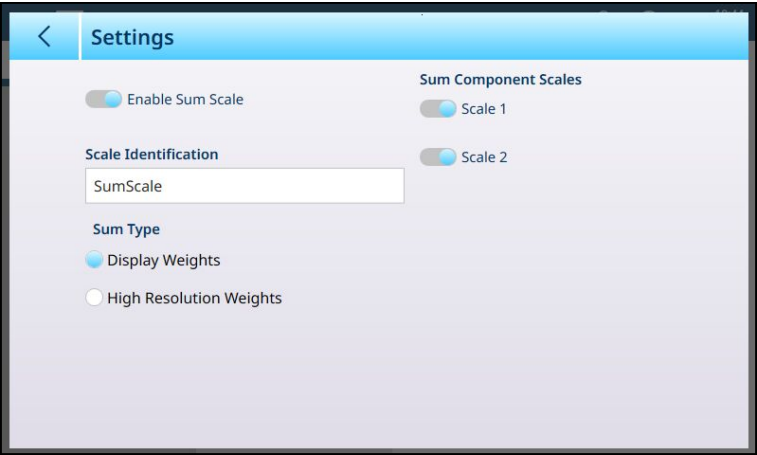 Settings
Enable Sum Scale
Scale Identification
SumScale
Sum Type
Display Weights
High Resolution Weights
Sum Component Scales
Scale 1
Scale 2